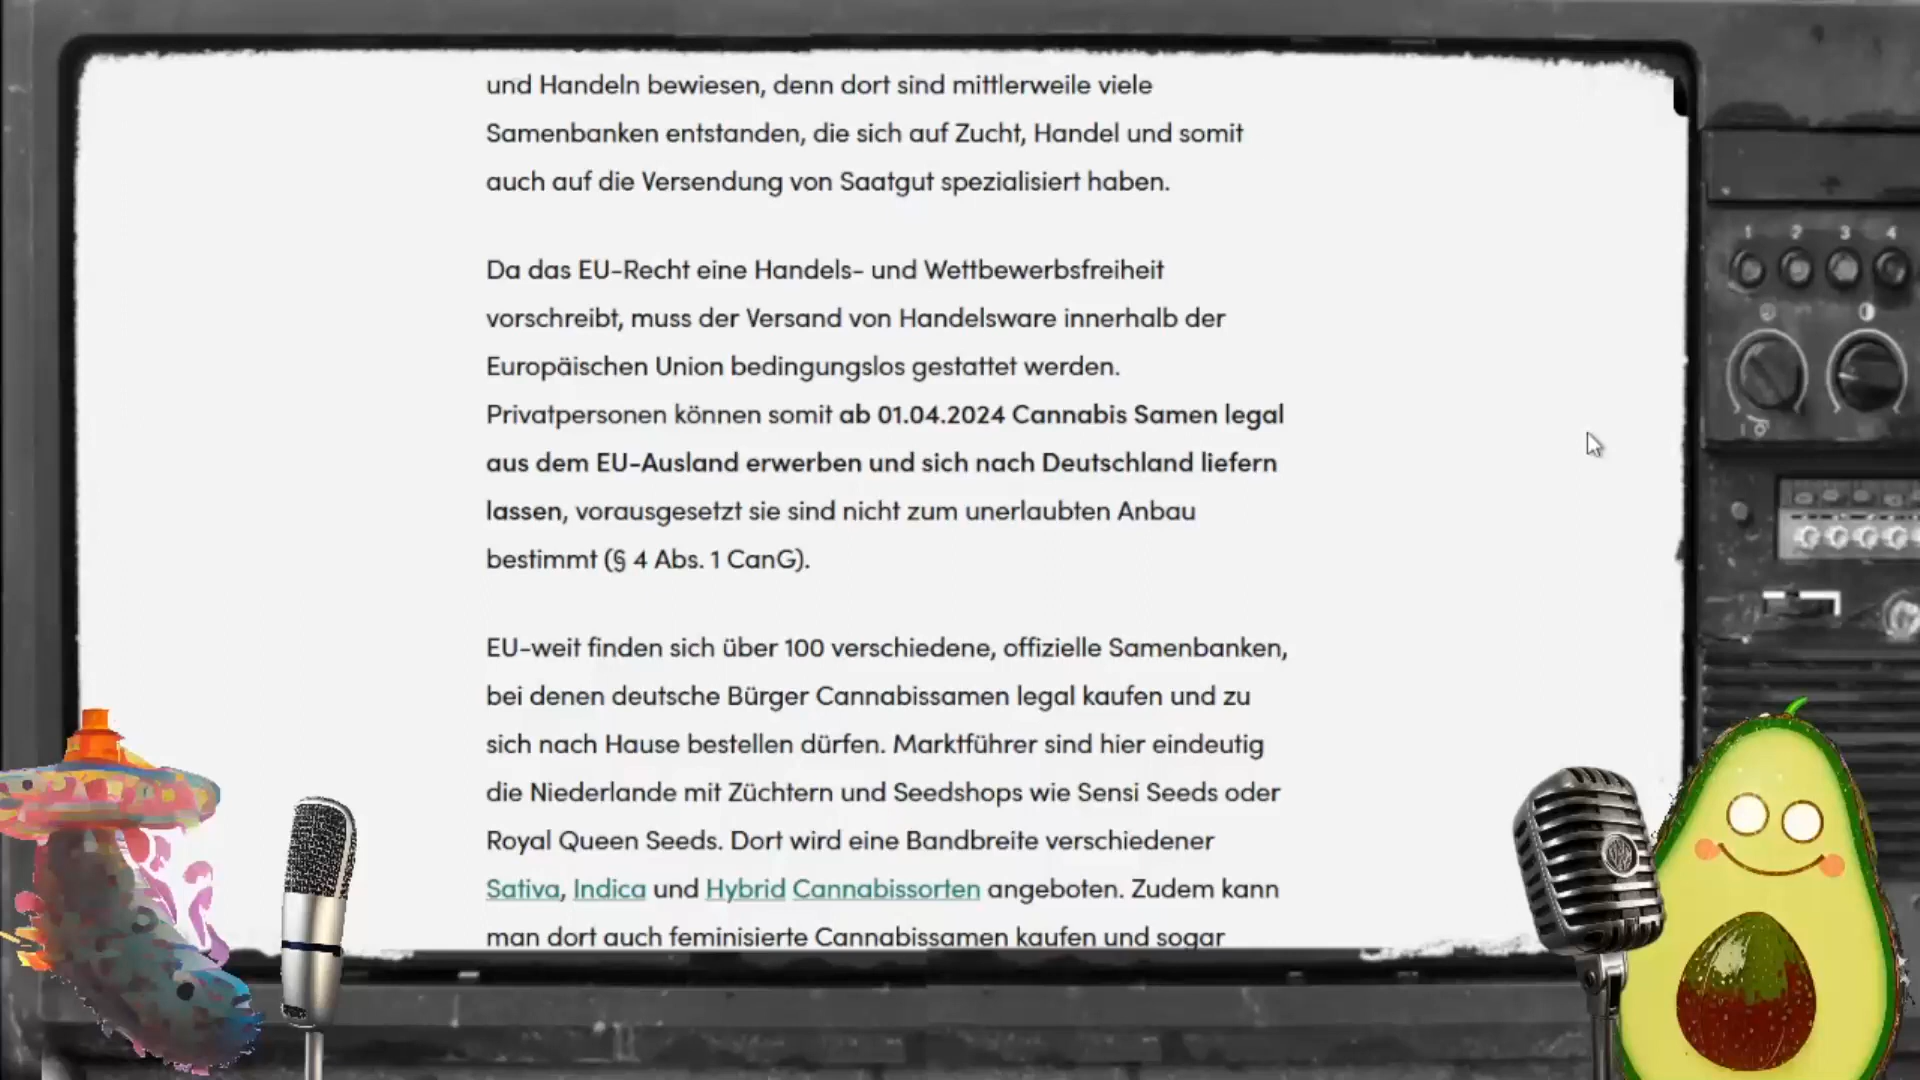 und Handeln bewiesen, denn dort sind mittlerweile viele
Samenbanken entstanden, die sich auf Zucht, Handel und somit
auch auf die Versendung von Saatgut spezialisiert haben.
Da das EU-Recht eine Handels- und Wettbewerbsfreiheit
vorschreibt, muss der Versand von Handelsware innerhalb der
Europäischen Union bedingungslos gestattet werden.
Privatpersonen können somit ab 01.04.2024 Cannabis Samen legal
aus dem EU-Ausland erwerben und sich nach Deutschland liefern
lassen, vorausgesetzt sie sind nicht zum unerlaubten Anbau
bestimmt (§ 4 Abs. 1 CanG).
EU-weit finden sich über 100 verschiedene, offizielle Samenbanken,
bei denen deutsche Bürger Cannabissamen legal kaufen und zu
sich nach Hause bestellen dürfen. Marktführer sind hier eindeutig
die Niederlande mit Züchtern und Seedshops wie Sensi Seeds oder
Royal Queen Seeds. Dort wird eine Bandbreite verschiedener
Sativa, Indica und Hybrid Cannabissorten angeboten. Zudem kann
man dort auch feminisierte Cannabissamen kaufen und sogar
1 2 3 4